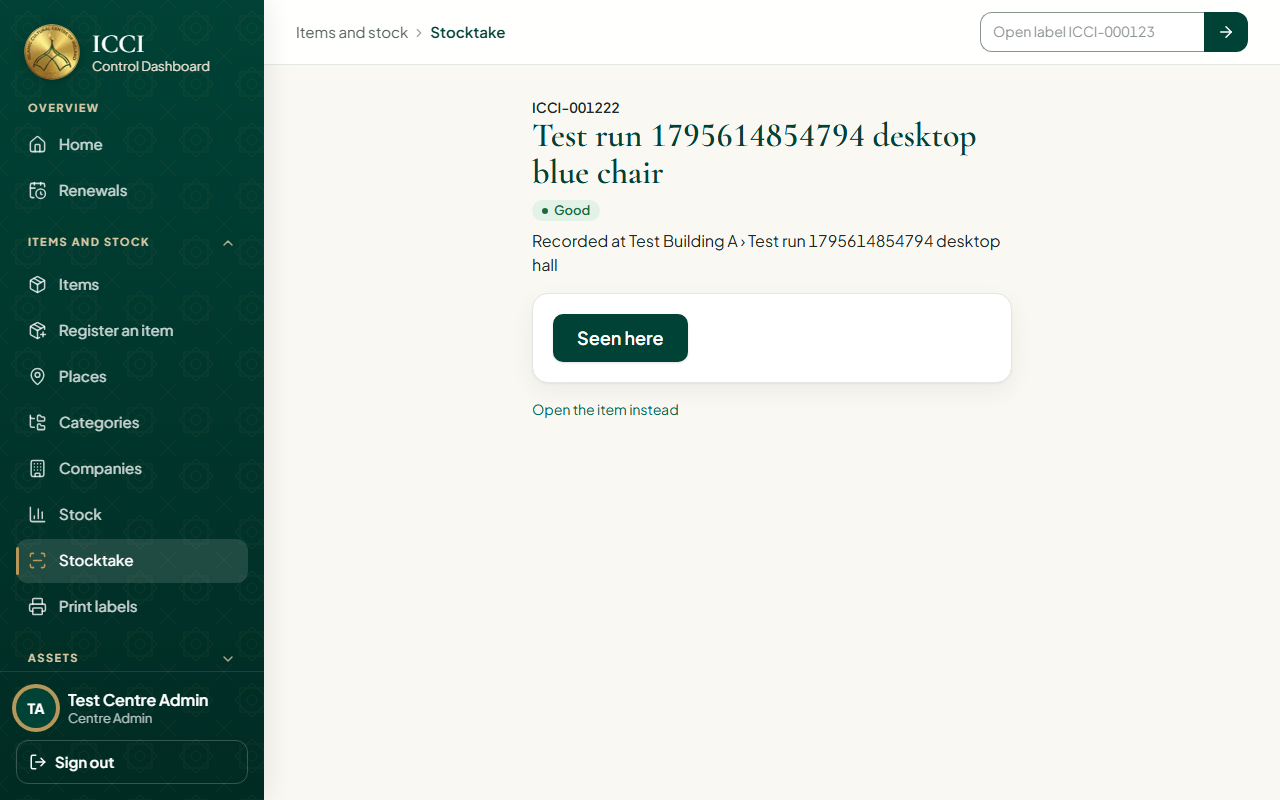 ICCI
Control Dashboard
OVERVIEW
Home
Renewals
ITEMS AND STOCK
Items
Register an item
Places
Categories
Companies
Stock
Stocktake
Print labels
ASSETS
TA
Test Centre Admin
Centre Admin
Sign out
Items and stock › Stocktake
Open label ICCI-000123
ICCI-001222
Test run 1795614854794 desktop
blue chair
Good
Recorded at Test Building A › Test run 1795614854794 desktop
hall
Seen here
Open the item instead